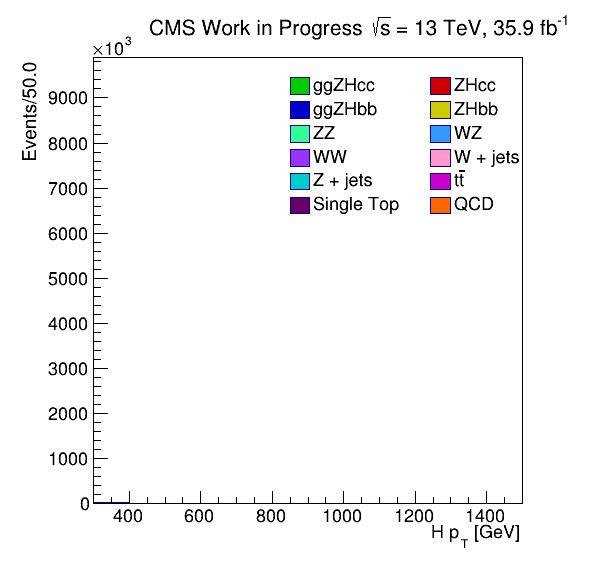 CMS Work in Progress √s = 13 TeV, 35.9 fb⁻¹
×10³
Events/50.0
ggZHcc ZHcc
ggZHbb ZHbb
ZZ WZ
WW W + jets
Z + jets tt̄
Single Top QCD
9000
8000
7000
6000
5000
4000
3000
2000
1000
0
400 600 800 1000 1200 1400
H p_T [GeV]